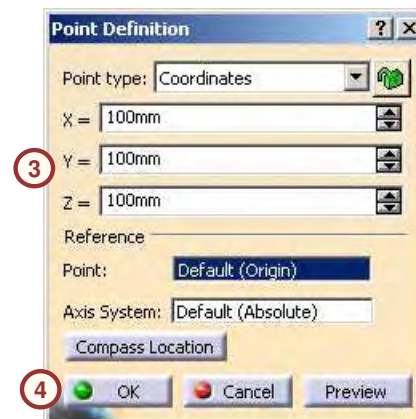 Point Definition ? X
Point type: Coordinates
X = 100mm
3 Y = 100mm
Z = 100mm
Reference
Point: Default (Origin)
Axis System: Default (Absolute)
Compass Location
4 OK Cancel Preview